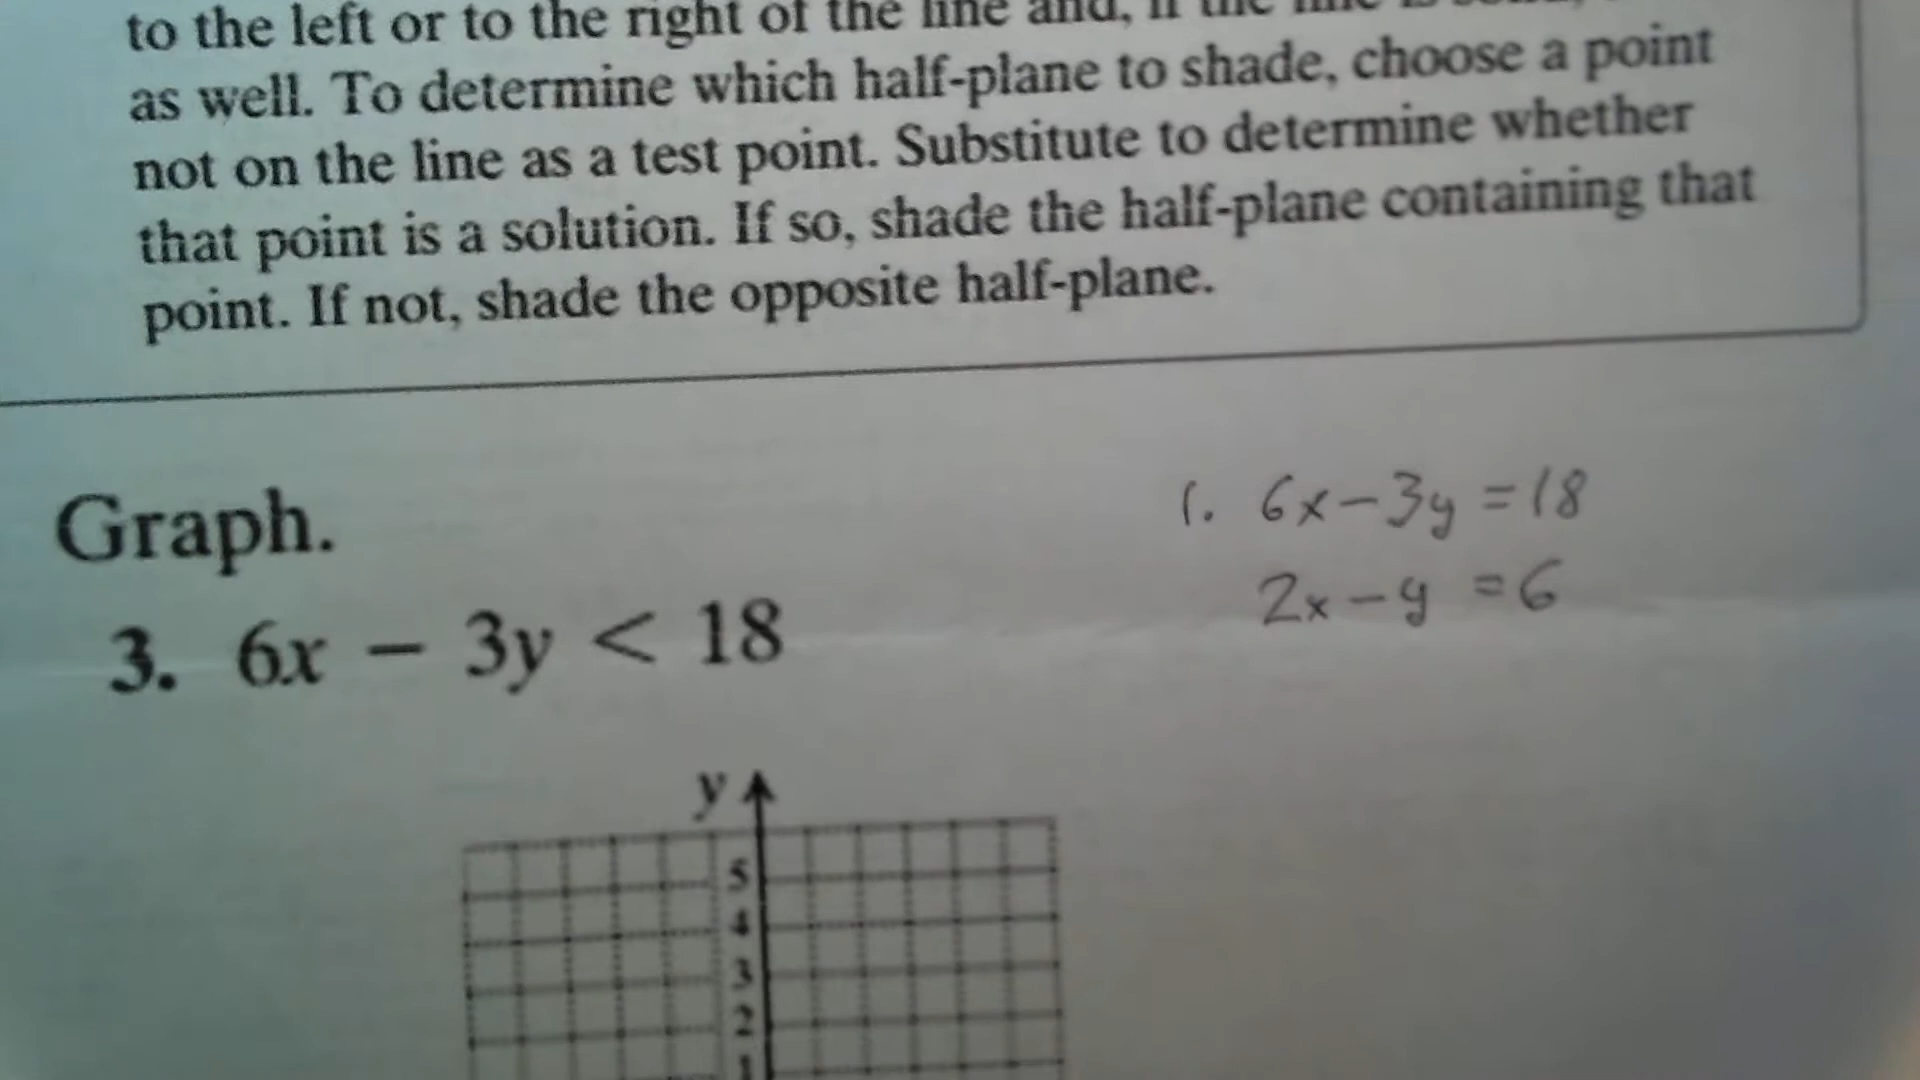 to the left or to the right of the line and, if the line is
as well. To determine which half-plane to shade, choose a point
not on the line as a test point. Substitute to determine whether
that point is a solution. If so, shade the half-plane containing that
point. If not, shade the opposite half-plane.
Graph.
1. 6x-3y=18
2x-y=6
3. 6x - 3y < 18
y
5
4
3
2
1